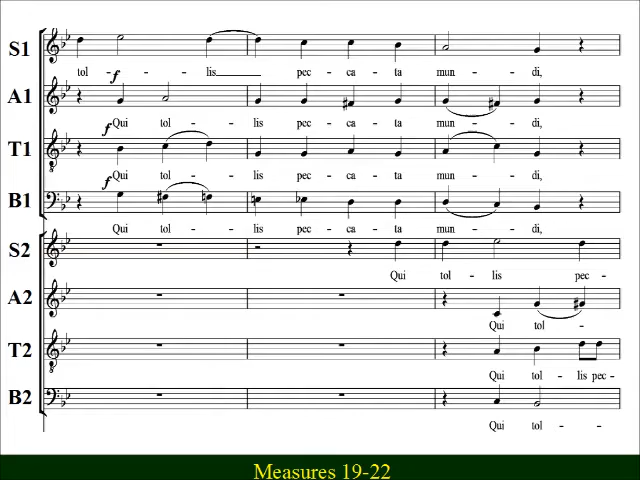 S1
tol - - lis pec- ca- ta mun- di,
f
A1
Qui tol - - lis pec- ca- ta mun- di,
f
T1
Qui tol - - lis pec- ca- ta mun- di,
f
B1
Qui tol - - lis pec- ca- ta mun- di,
S2
Qui tol- - lis pec-
A2
Qui tol -
T2
Qui tol- - lis pec-
B2
Qui tol- -
Measures 19-22